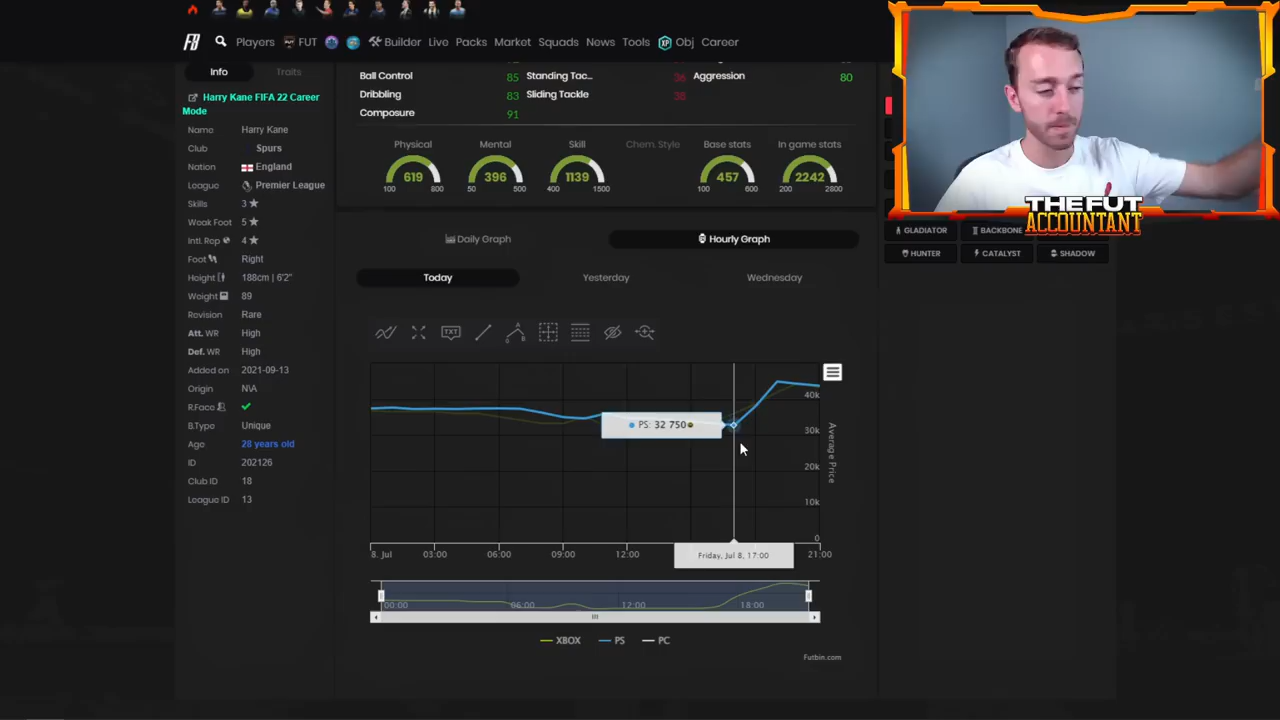 Players FUT Builder Live Packs Market Squads News Tools XP Obj Career
Info Traits
Harry Kane FIFA 22 Career Mode
Name Harry Kane
Club Spurs
Nation England
League Premier League
Skills 3
Weak Foot 5
Intl. Rep 4
Foot Right
Height 188cm | 6'2"
Weight 89
Revision Rare
Att. WR High
Def. WR High
Added on 2021-09-13
Origin N\A
R.Face
B.Type Unique
Age 28 years old
ID 202126
Club ID 18
League ID 13
Ball Control 85 Standing Tac... 36 Aggression 80
Dribbling 83 Sliding Tackle 38
Composure 91
Physical Mental Skill Chem. Style Base stats In game stats
619 396 1139 457 2242
100 800 50 500 400 1500 100 600 200 2800
Daily Graph Hourly Graph
Today Yesterday Wednesday
TXT
PS: 32 750
40k
30k
20k
10k
0
Average Price
8. Jul 03:00 06:00 09:00 12:00 Friday, Jul 8, 17:00 21:00
00:00 06:00 12:00 18:00
XBOX PS PC
Futbin.com
THE FUT
ACCOUNTANT
GLADIATOR BACKBONE
HUNTER CATALYST SHADOW